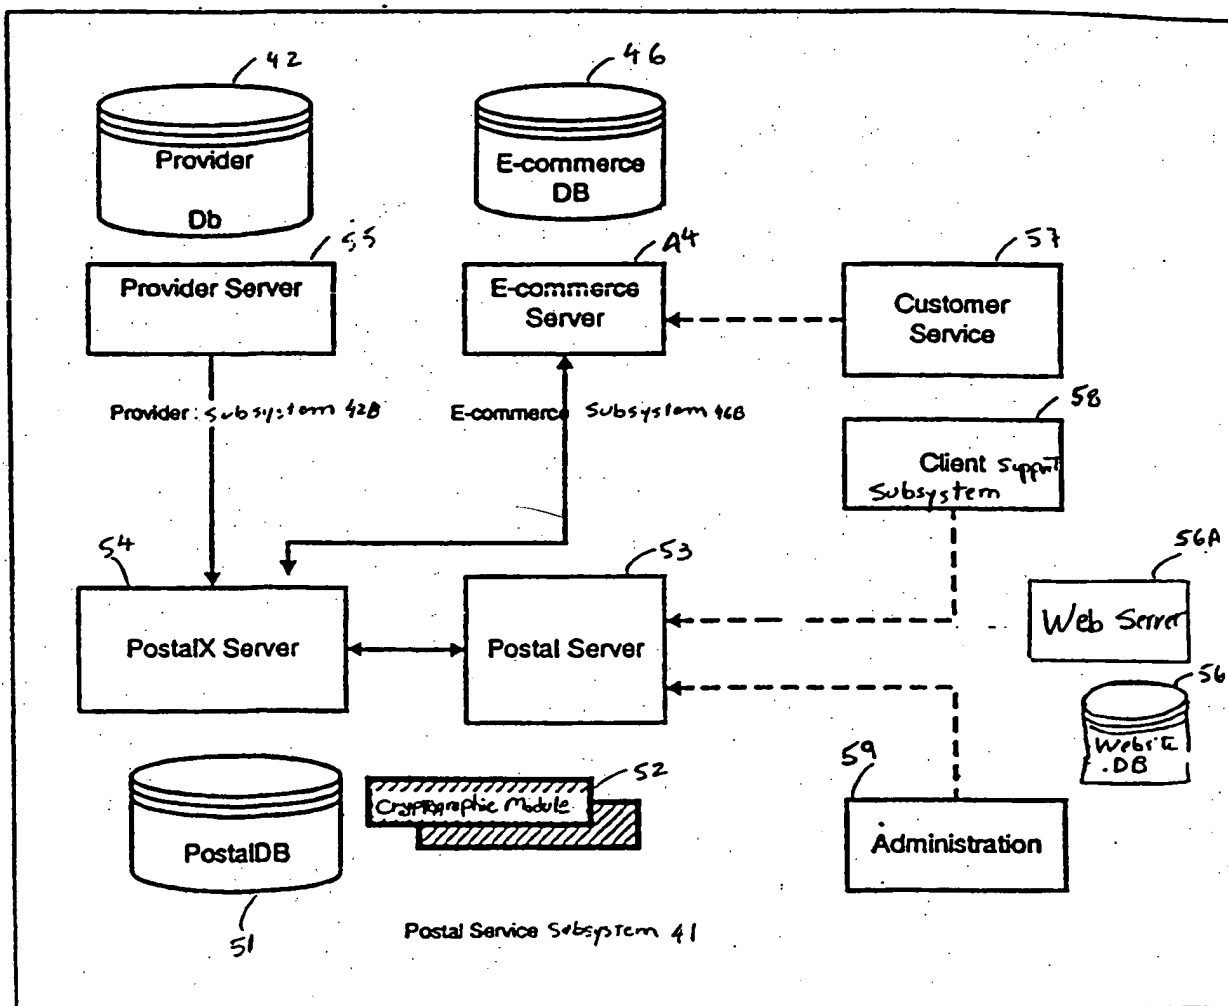 42
46
Provider
Db
E-commerce
DB
55
A4
57
Provider Server
E-commerce
Server
Customer
Service
Provider: Subsystem 42B
E-commerce Subsystem 46B
58
Client Support
Subsystem
54
53
56A
PostalX Server
Postal Server
Web Server
56
Website
.DB
52
59
Cryptographic Module
PostalDB
Administration
51
Postal Service Subsystem 41